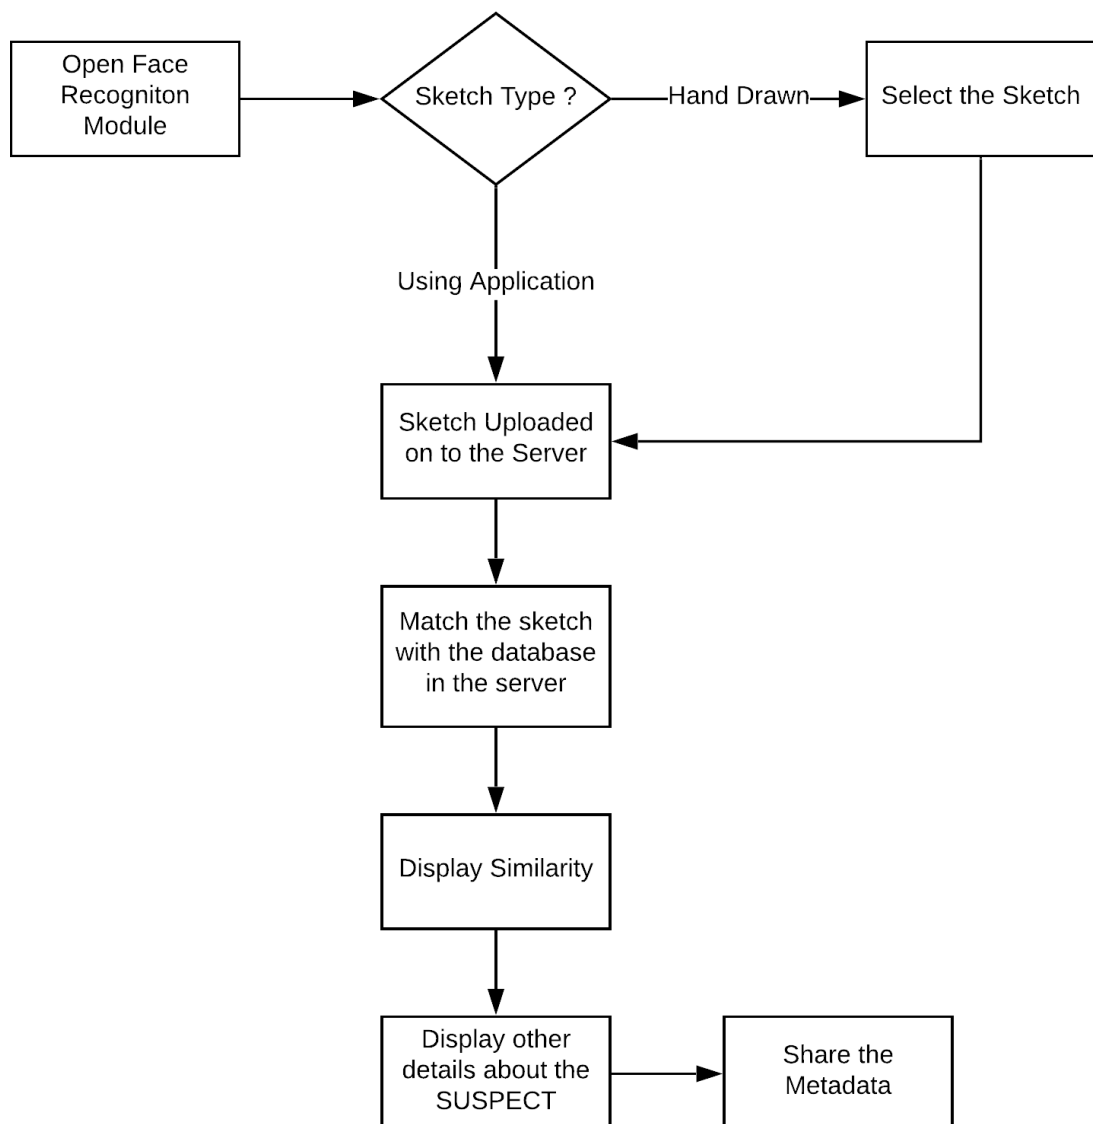 Open Face
Recogniton
Module
Sketch Type ?
Hand Drawn
Select the Sketch
Using Application
Sketch Uploaded
on to the Server
Match the sketch
with the database
in the server
Display Similarity
Display other
details about the
SUSPECT
Share the
Metadata